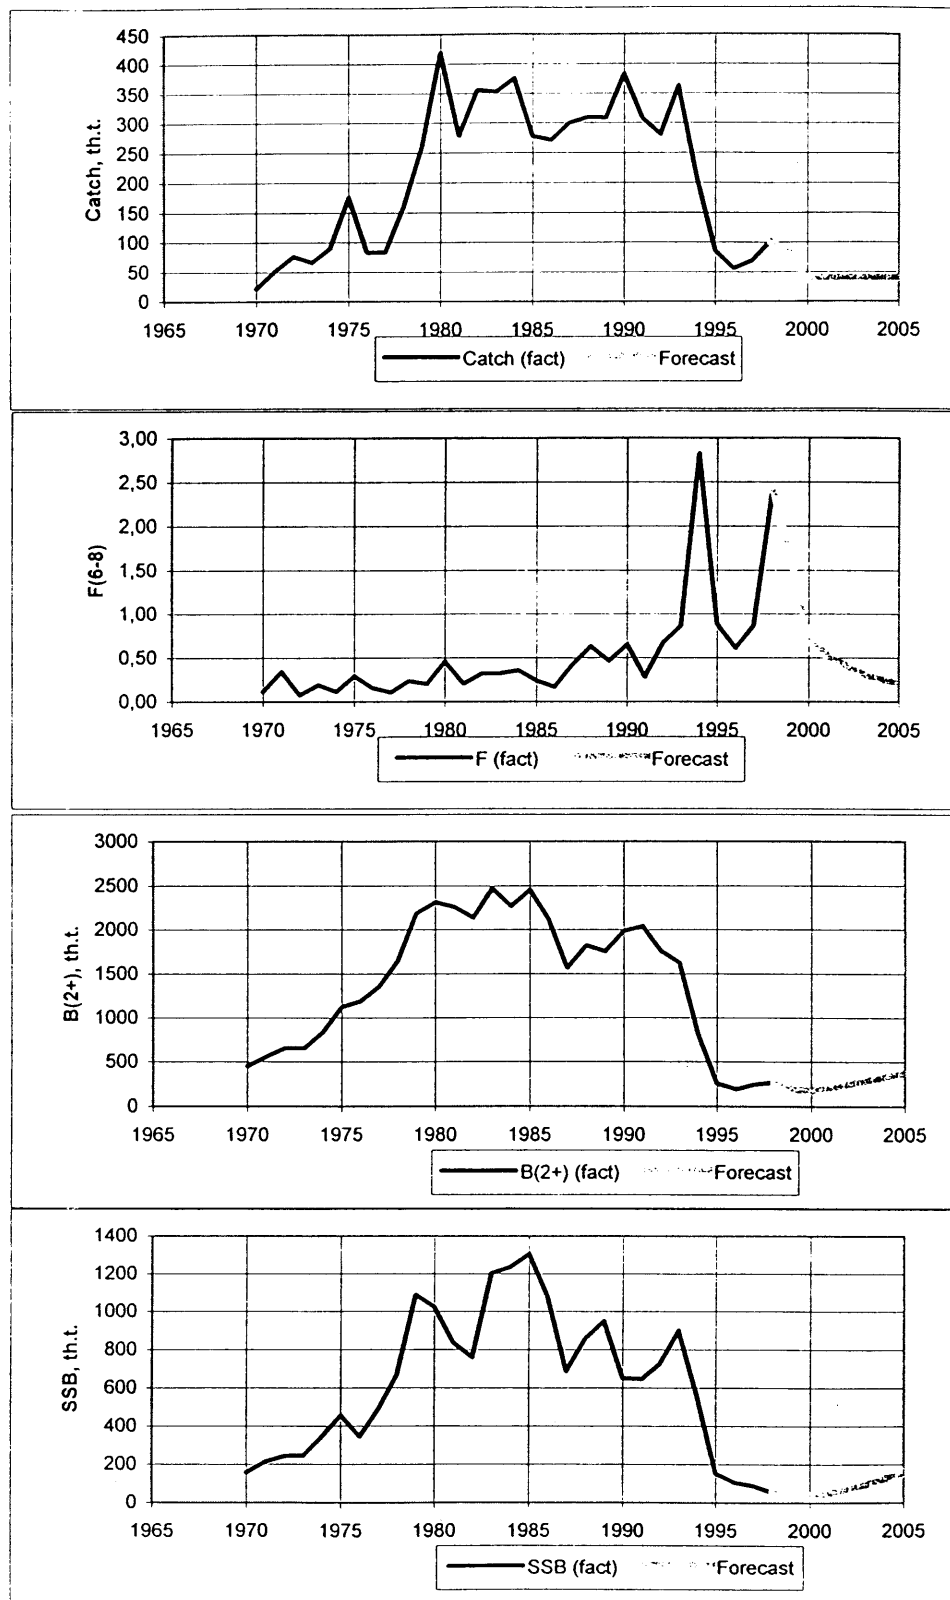 Catch, th.t.
450
400
350
300
250
200
150
100
50
0
1965 1970 1975 1980 1985 1990 1995 2000 2005
Catch (fact) Forecast
F(6-8)
3,00
2,50
2,00
1,50
1,00
0,50
0,00
1965 1970 1975 1980 1985 1990 1995 2000 2005
F (fact) Forecast
B(2+), th.t.
3000
2500
2000
1500
1000
500
0
1965 1970 1975 1980 1985 1990 1995 2000 2005
B(2+) (fact) Forecast
SSB, th.t.
1400
1200
1000
800
600
400
200
0
1965 1970 1975 1980 1985 1990 1995 2000 2005
SSB (fact) Forecast